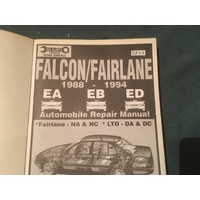 FALCON/FAIRLANE
1988 - 1994
EA EB ED
Automobile Repair Manual
*Fairlane - NA & NC * LTD - DA & DC